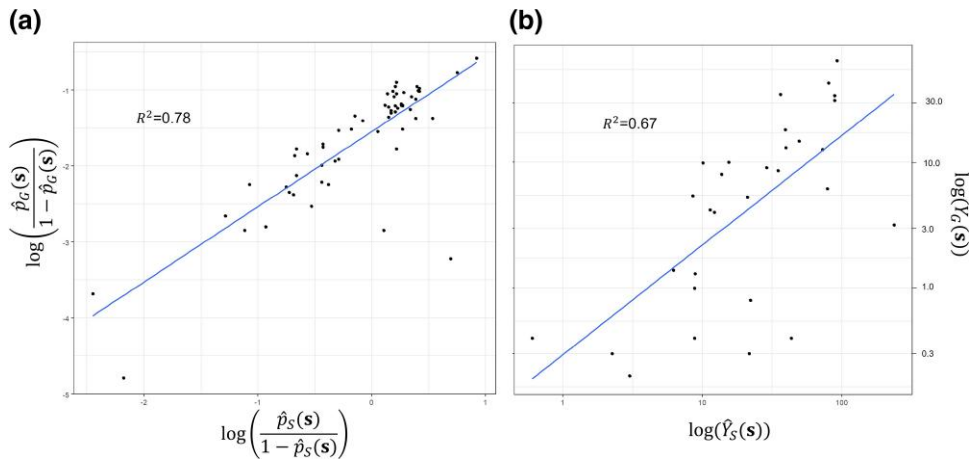 (a)
(b)
R²=0.78
R²=0.67
-1
-2
-3
-4
-5
30.0
10.0
3.0
1.0
0.3
-2 -1 0 1
1 10 100
log(p̂_G(𝐬) / 1 − p̂_G(𝐬))
log(p̂_S(𝐬) / 1 − p̂_S(𝐬))
log(Ŷ_S(𝐬))
log(Y_G(𝐬))